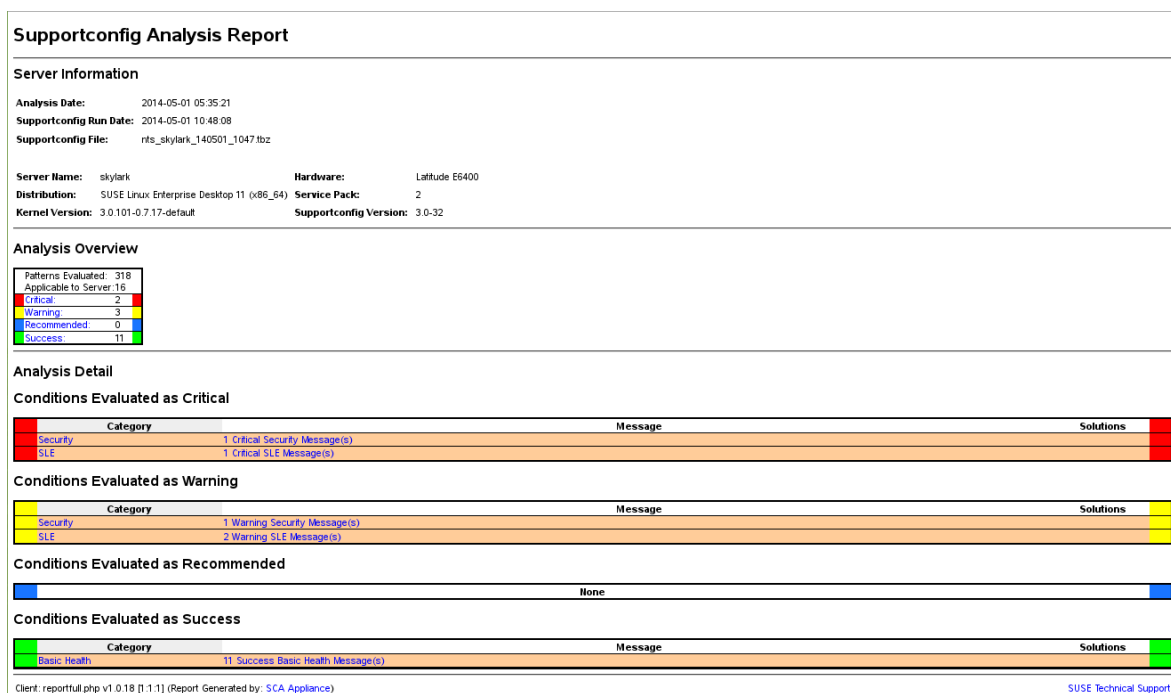 Supportconfig Analysis Report
Server Information
Analysis Date: 2014-05-01 05:35:21
Supportconfig Run Date: 2014-05-01 10:48:08
Supportconfig File: nts_skylark_140501_1047.tbz
Server Name: skylark Hardware: Latitude E6400
Distribution: SUSE Linux Enterprise Desktop 11 (x86_64) Service Pack: 2
Kernel Version: 3.0.101-0.7.17-default Supportconfig Version: 3.0-32
Analysis Overview
Patterns Evaluated: 318
Applicable to Server:16
Critical: 2
Warning: 3
Recommended: 0
Success: 11
Analysis Detail
Conditions Evaluated as Critical
Category Message Solutions
Security 1 Critical Security Message(s)
SLE 1 Critical SLE Message(s)
Conditions Evaluated as Warning
Category Message Solutions
Security 1 Warning Security Message(s)
SLE 2 Warning SLE Message(s)
Conditions Evaluated as Recommended
None
Conditions Evaluated as Success
Category Message Solutions
Basic Health 11 Success Basic Health Message(s)
Client: reportfull.php v1.0.18 [1:1:1] (Report Generated by: SCA Appliance) SUSE Technical Support